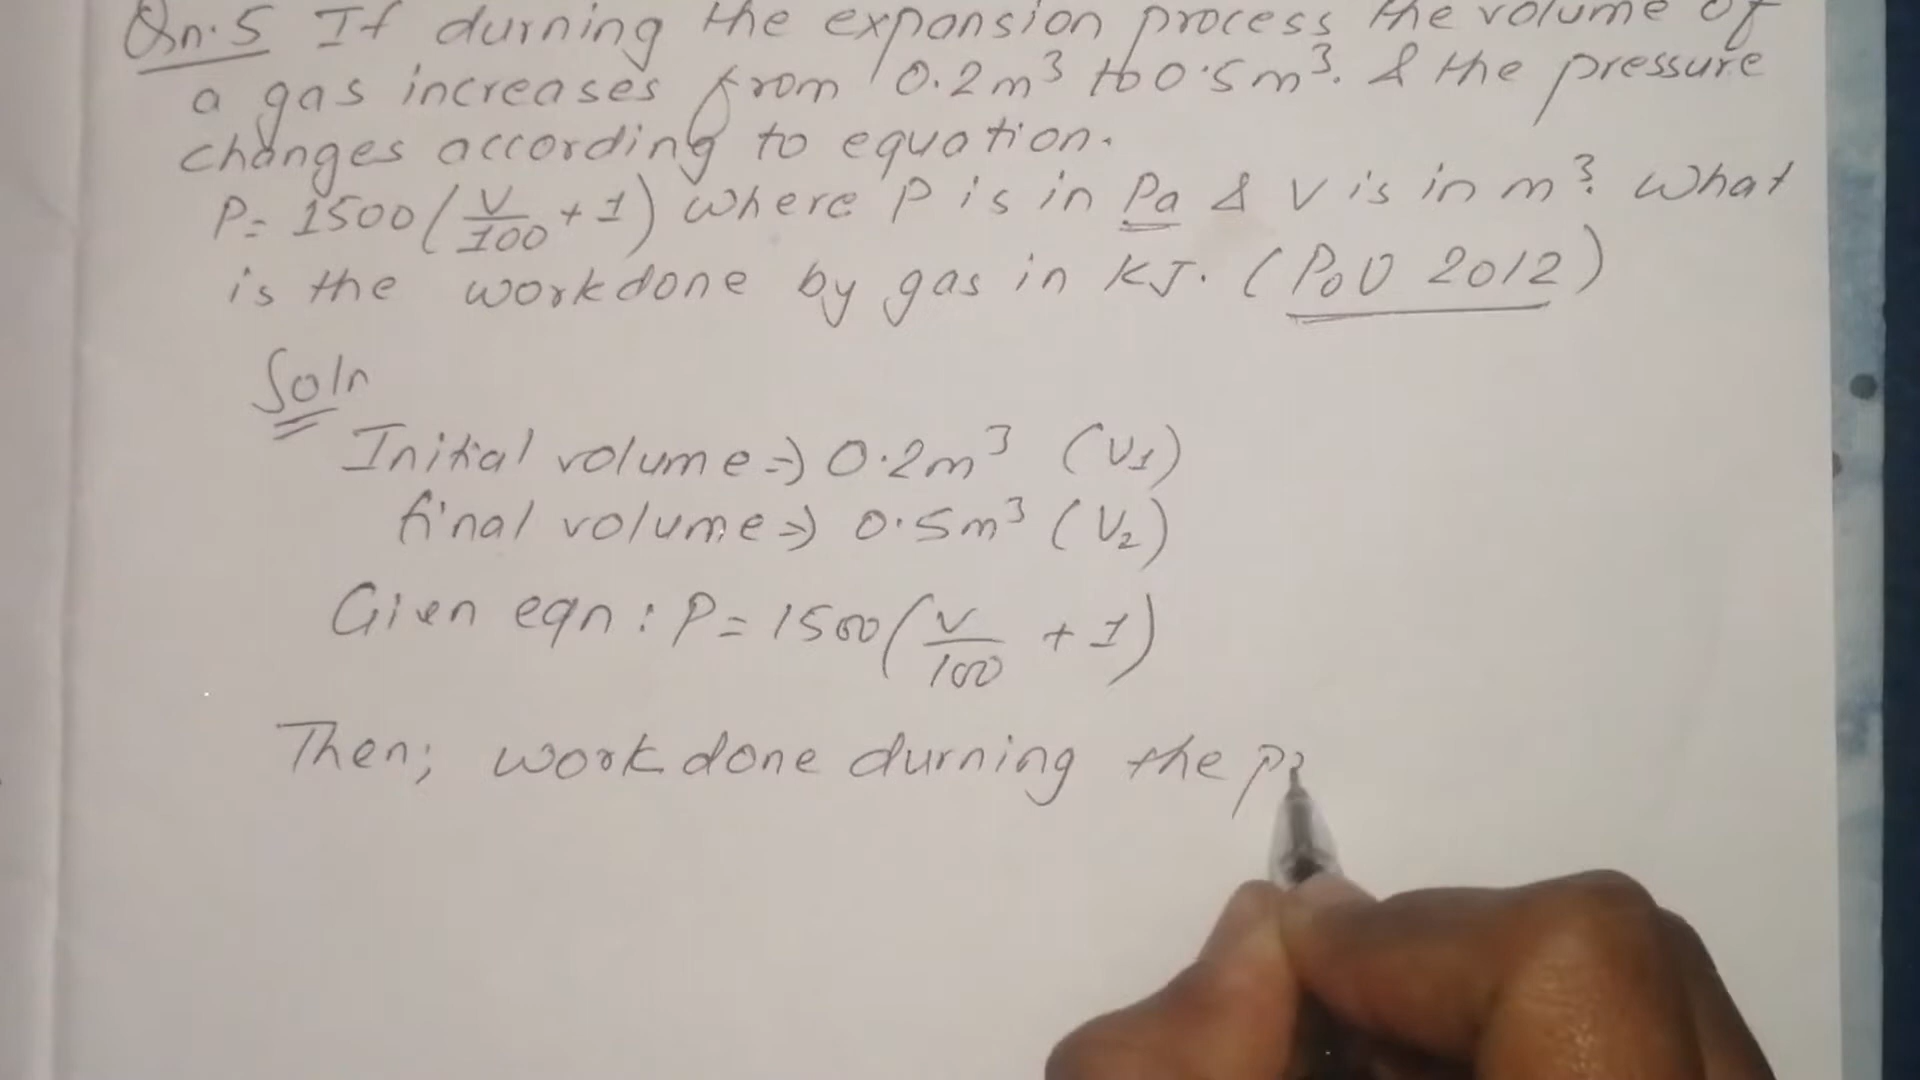 Qn.5 If durning the expansion process the volume of
a gas increases from 0.2m³ to 0.5m³. & the pressure
changes according to equation.
P = 1500 (V/100 + 1) where P is in Pa & V is in m³. What
is the workdone by gas in KJ. (PoU 2012)
Soln
Initial volume => 0.2m³ (V1)
final volume => 0.5m³ (V2)
Given eqn : P = 1500 (V/100 + 1)
Then; workdone durning the pr